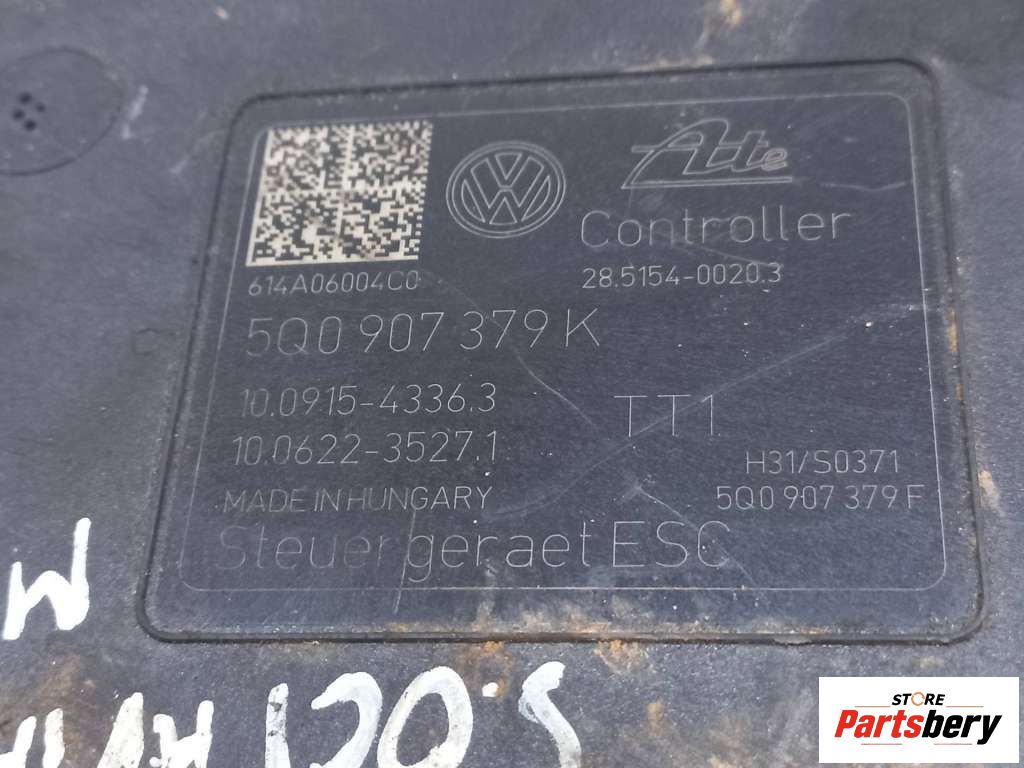 Ate
Controller
614A06004C0
28.5154-0020.3
5Q0 907 379 K
10.0915-4336.3
TT1
10.0622-3527.1
H31/S0371
MADE IN HUNGARY
5Q0 907 379 F
Steuergeraet ESC
STORE
Partsbery